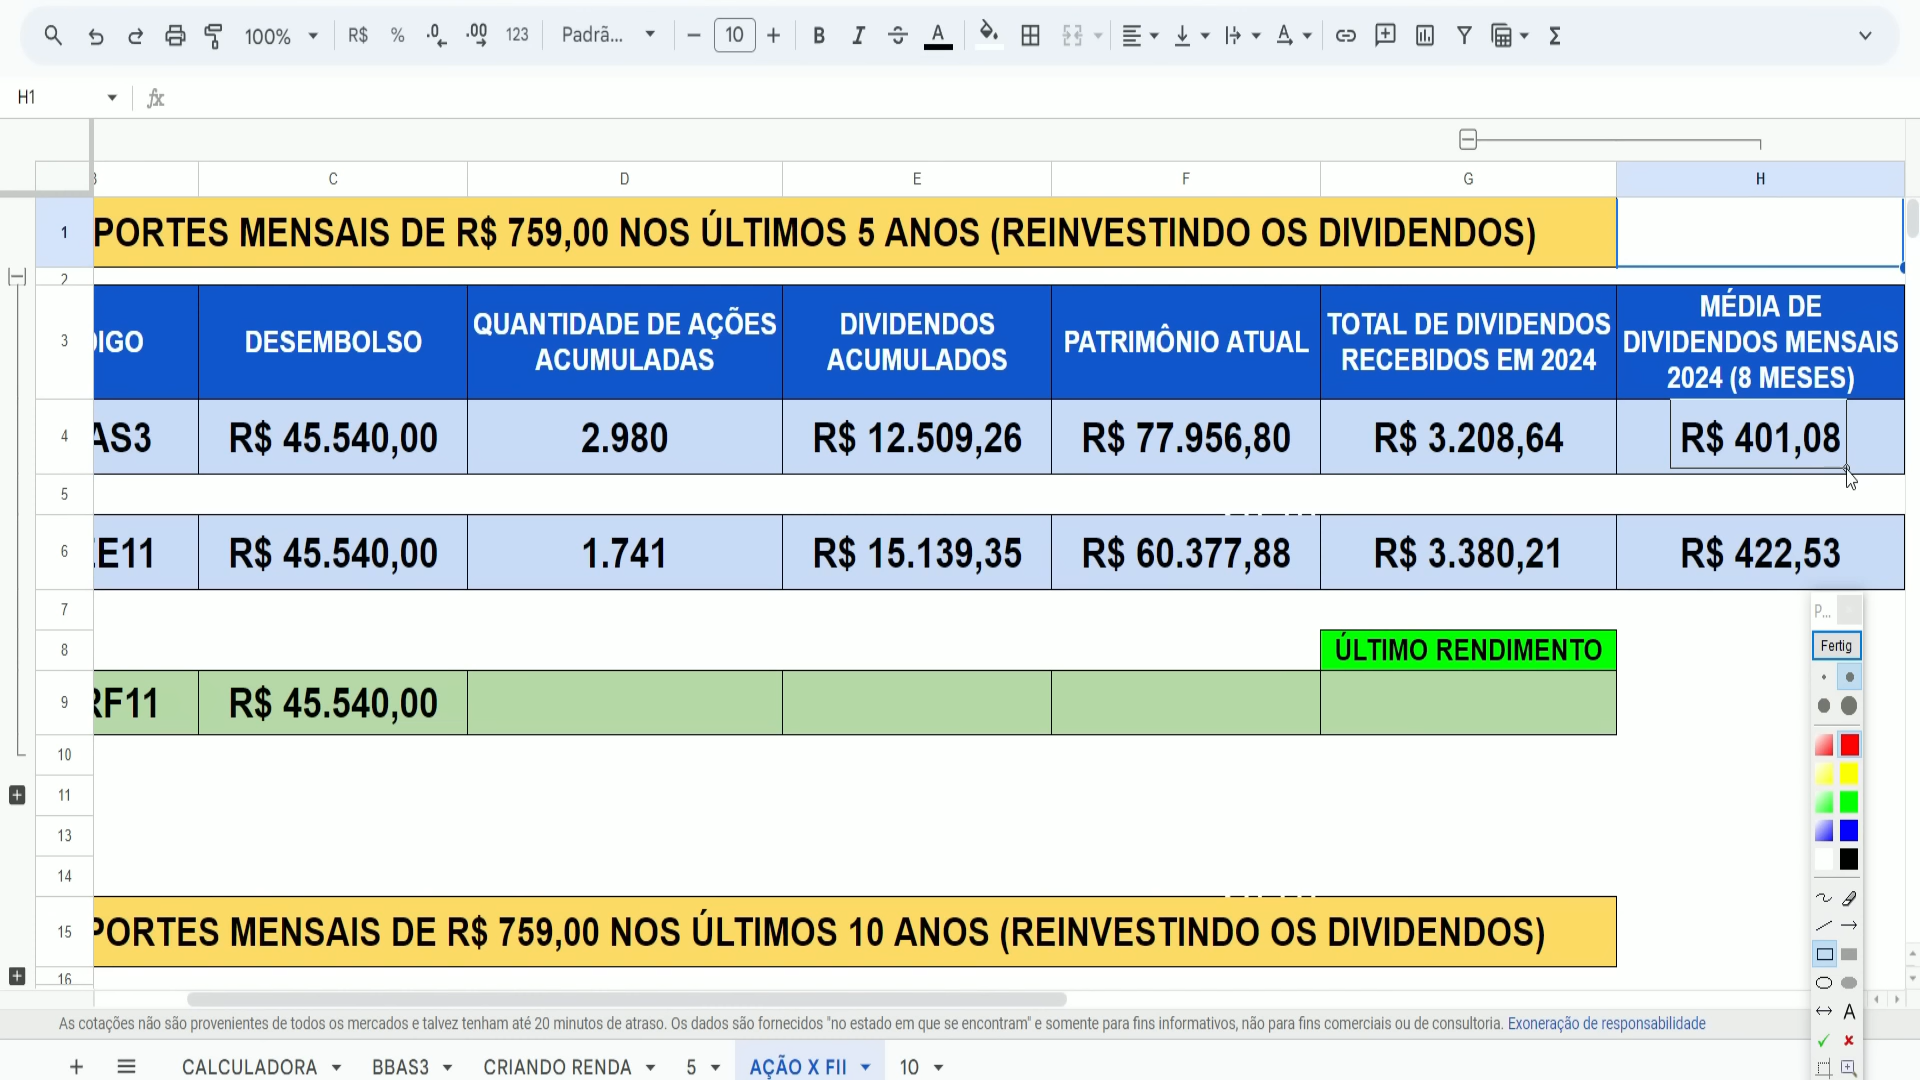 100% R$ % .0 .00 123 Padrã... 10 B I A
H1 fx
C D E F G H
1 PORTES MENSAIS DE R$ 759,00 NOS ÚLTIMOS 5 ANOS (REINVESTINDO OS DIVIDENDOS)
2
3 DIGO DESEMBOLSO QUANTIDADE DE AÇÕES ACUMULADAS DIVIDENDOS ACUMULADOS PATRIMÔNIO ATUAL TOTAL DE DIVIDENDOS RECEBIDOS EM 2024 MÉDIA DE DIVIDENDOS MENSAIS 2024 (8 MESES)
4 AS3 R$ 45.540,00 2.980 R$ 12.509,26 R$ 77.956,80 R$ 3.208,64 R$ 401,08
5
6 E11 R$ 45.540,00 1.741 R$ 15.139,35 R$ 60.377,88 R$ 3.380,21 R$ 422,53
7
P...
8 ÚLTIMO RENDIMENTO
Fertig
9 RF11 R$ 45.540,00
10
11
13
14
15 PORTES MENSAIS DE R$ 759,00 NOS ÚLTIMOS 10 ANOS (REINVESTINDO OS DIVIDENDOS)
16
A
As cotações não são provenientes de todos os mercados e talvez tenham até 20 minutos de atraso. Os dados são fornecidos "no estado em que se encontram" e somente para fins informativos, não para fins comerciais ou de consultoria. Exoneração de responsabilidade
CALCULADORA BBAS3 CRIANDO RENDA 5 AÇÃO X FII 10